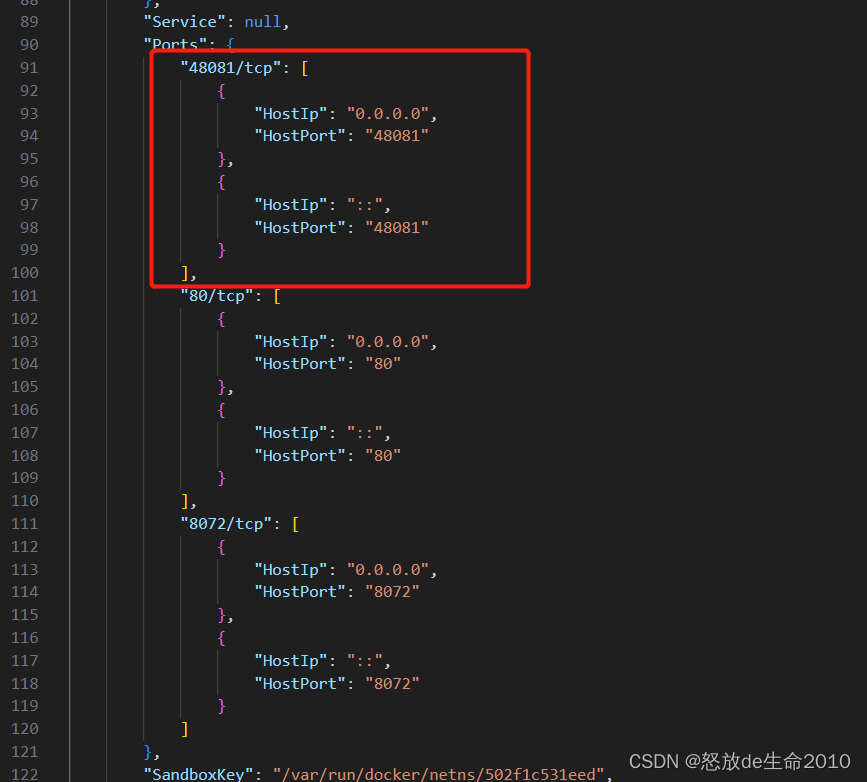 88 },
89 "Service": null,
90 "Ports": {
91 "48081/tcp": [
92 {
93 "HostIp": "0.0.0.0",
94 "HostPort": "48081"
95 },
96 {
97 "HostIp": "::",
98 "HostPort": "48081"
99 }
100 ],
101 "80/tcp": [
102 {
103 "HostIp": "0.0.0.0",
104 "HostPort": "80"
105 },
106 {
107 "HostIp": "::",
108 "HostPort": "80"
109 }
110 ],
111 "8072/tcp": [
112 {
113 "HostIp": "0.0.0.0",
114 "HostPort": "8072"
115 },
116 {
117 "HostIp": "::",
118 "HostPort": "8072"
119 }
120 ]
121 },
122 "SandboxKey": "/var/run/docker/netns/502f1c531eed",
CSDN @怒放de生命2010